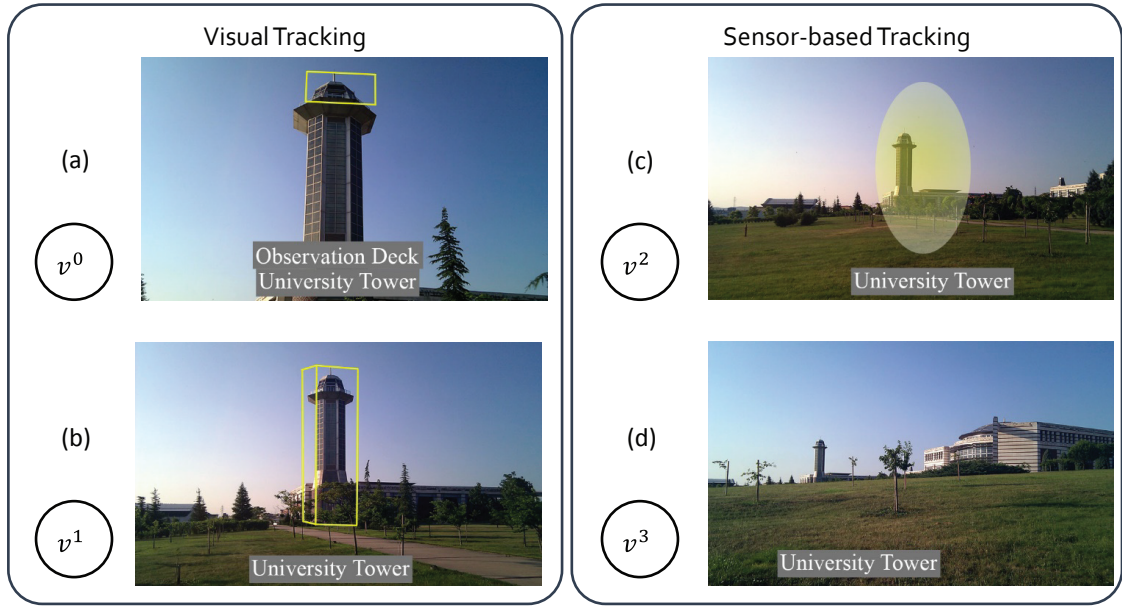 Visual Tracking
(a)
v⁰
Observation Deck
University Tower
(b)
v¹
University Tower
Sensor-based Tracking
(c)
v²
University Tower
(d)
v³
University Tower